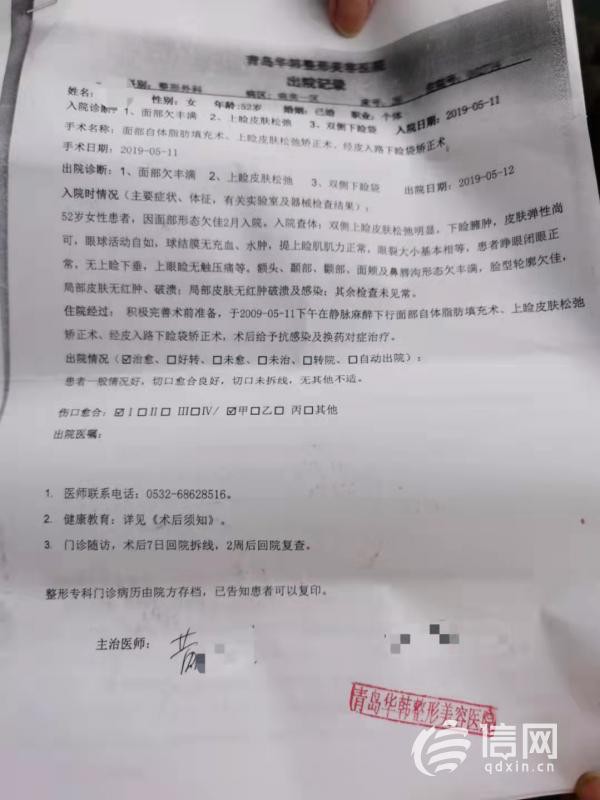 青岛华韩整形美容医院
出院记录
科别：整形外科 病区：病美一区 床号：
姓名： 性别：女 年龄：52岁 婚姻：已婚 职业：个体
入院诊断：1、面部欠丰满 2、上睑皮肤松弛 3、双侧下睑袋 入院日期：2019-05-11
手术名称：面部自体脂肪填充术、上睑皮肤松弛矫正术、经皮入路下睑袋矫正术。
手术日期：2019-05-11
出院诊断：1、面部欠丰满 2、上睑皮肤松弛 3、双侧下睑袋 出院日期：2019-05-12
入院时情况（主要症状、体征，有关实验室及器械检查结果）：
52岁女性患者，因面部形态欠佳2月入院。入院查体：双侧上睑皮肤松弛明显，下睑臃肿，皮肤弹性尚
可，眼球活动自如，球结膜无充血、水肿，提上睑肌肌力正常，眼裂大小基本相等，患者睁眼闭眼正
常，无上睑下垂，上眼睑无触压痛等。额头、颞部、颧部、面颊及鼻唇沟形态欠丰满，脸型轮廓欠佳，
局部皮肤无红肿、破溃；局部皮肤无红肿破溃及感染；其余检查未见常。
住院经过： 积极完善术前准备，于2009-05-11下午在静脉麻醉下行面部自体脂肪填充术、上睑皮肤松弛
矫正术、经皮入路下睑袋矫正术，术后给予抗感染及换药对症治疗。
出院情况（☑治愈、□好转、□未愈、□未治、□转院、□自动出院）：
患者一般情况好，切口愈合良好，切口未拆线，无其他不适。
伤口愈合：☑Ⅰ□Ⅱ□ Ⅲ□Ⅳ/ ☑甲□乙□ 丙□其他
出院医嘱：
1. 医师联系电话：0532-68628516。
2. 健康教育：详见《术后须知》。
3. 门诊随访，术后7日回院拆线，2周后回院复查。
整形专科门诊病历由院方存档，已告知患者可以复印。
主治医师：
青岛华韩整形美容医院
信网
qdxin.cn